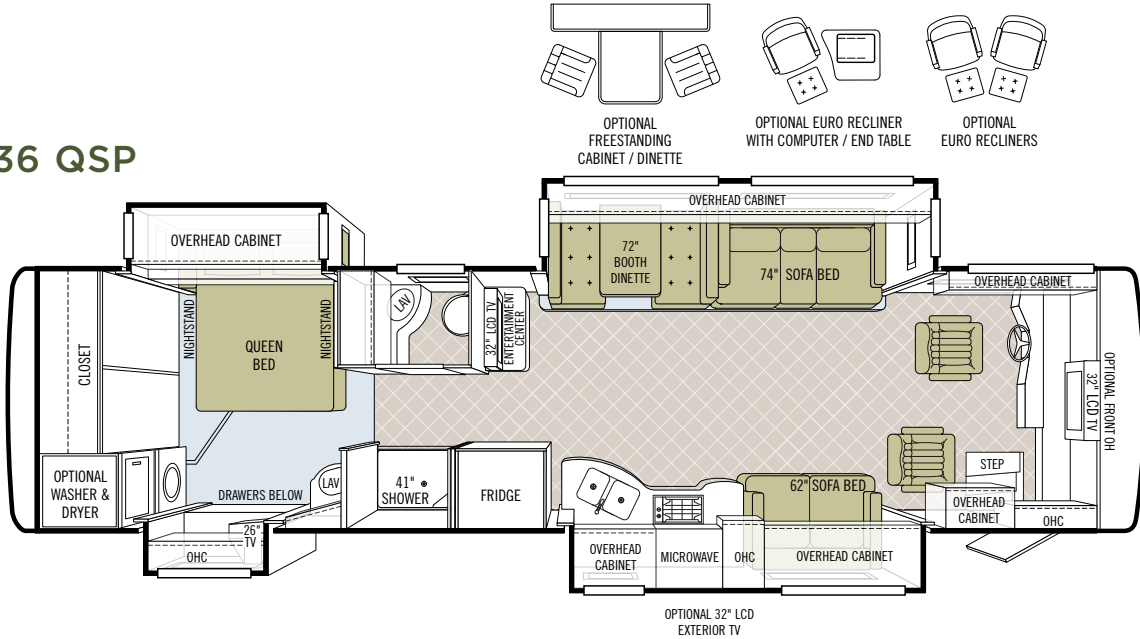 OPTIONAL
FREESTANDING
CABINET / DINETTE
OPTIONAL EURO RECLINER
WITH COMPUTER / END TABLE
OPTIONAL
EURO RECLINERS
36 QSP
OVERHEAD CABINET
OVERHEAD CABINET
72"
BOOTH
DINETTE
74" SOFA BED
OVERHEAD CABINET
CLOSET
NIGHTSTAND
QUEEN
BED
NIGHTSTAND
LAV
32" LCD TV
ENTERTAINMENT
CENTER
32" LCD TV
OPTIONAL FRONT OH
OPTIONAL
WASHER &
DRYER
DRAWERS BELOW
LAV
41"
SHOWER
FRIDGE
62" SOFA BED
STEP
OVERHEAD
CABINET
OHC
26"
TV
OHC
OVERHEAD
CABINET
MICROWAVE
OHC
OVERHEAD CABINET
OPTIONAL 32" LCD
EXTERIOR TV